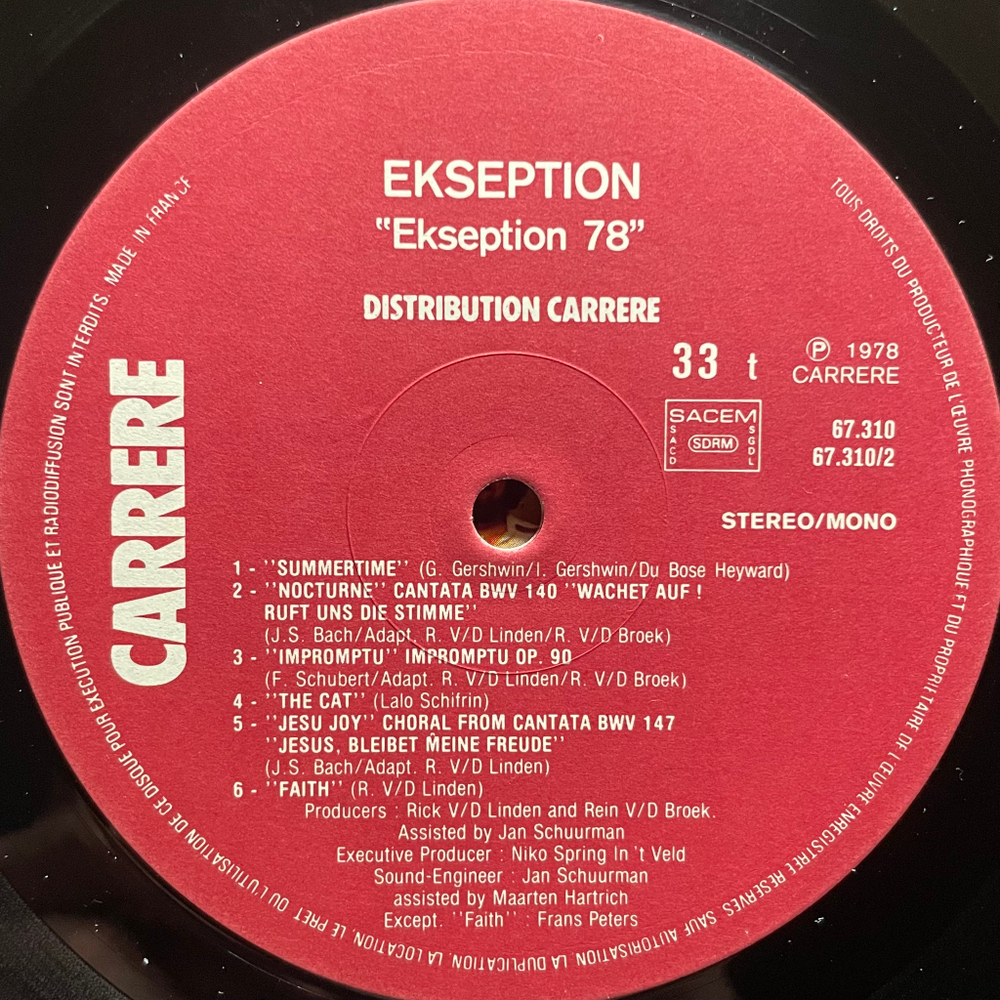 EKSEPTION
"Ekseption 78"
DISTRIBUTION CARRERE
33 t
Ⓟ 1978
CARRERE
SACEM
SACD
SDRM
SGDL
67.310
67.310/2
STEREO/MONO
CARRERE
1 - ''SUMMERTIME'' (G. Gershwin/I. Gershwin/Du Bose Heyward)
2 - ''NOCTURNE'' CANTATA BWV 140 ''WACHET AUF !
RUFT UNS DIE STIMME''
(J.S. Bach/Adapt. R. V/D Linden/R. V/D Broek)
3 - ''IMPROMPTU'' IMPROMPTU OP. 90
(F. Schubert/Adapt. R. V/D Linden/R. V/D Broek)
4 - ''THE CAT'' (Lalo Schifrin)
5 - ''JESU JOY'' CHORAL FROM CANTATA BWV 147
''JESUS, BLEIBET MEINE FREUDE''
(J.S. Bach/Adapt. R. V/D Linden)
6 - ''FAITH'' (R. V/D Linden)
Producers : Rick V/D Linden and Rein V/D Broek.
Assisted by Jan Schuurman
Executive Producer : Niko Spring In 't Veld
Sound-Engineer : Jan Schuurman
assisted by Maarten Hartrich
Except. ''Faith'' : Frans Peters
TOUS DROITS DU PRODUCTEUR DE L'ŒUVRE PHONOGRAPHIQUE ET DU PROPRIETAIRE DE L'ŒUVRE ENREGISTREE RESERVES. SAUF AUTORISATION, LA DUPLICATION, LA LOCATION, LE PRET OU L'UTILISATION DE CE DISQUE POUR EXECUTION PUBLIQUE ET RADIODIFFUSION SONT INTERDITS. MADE IN FRANCE